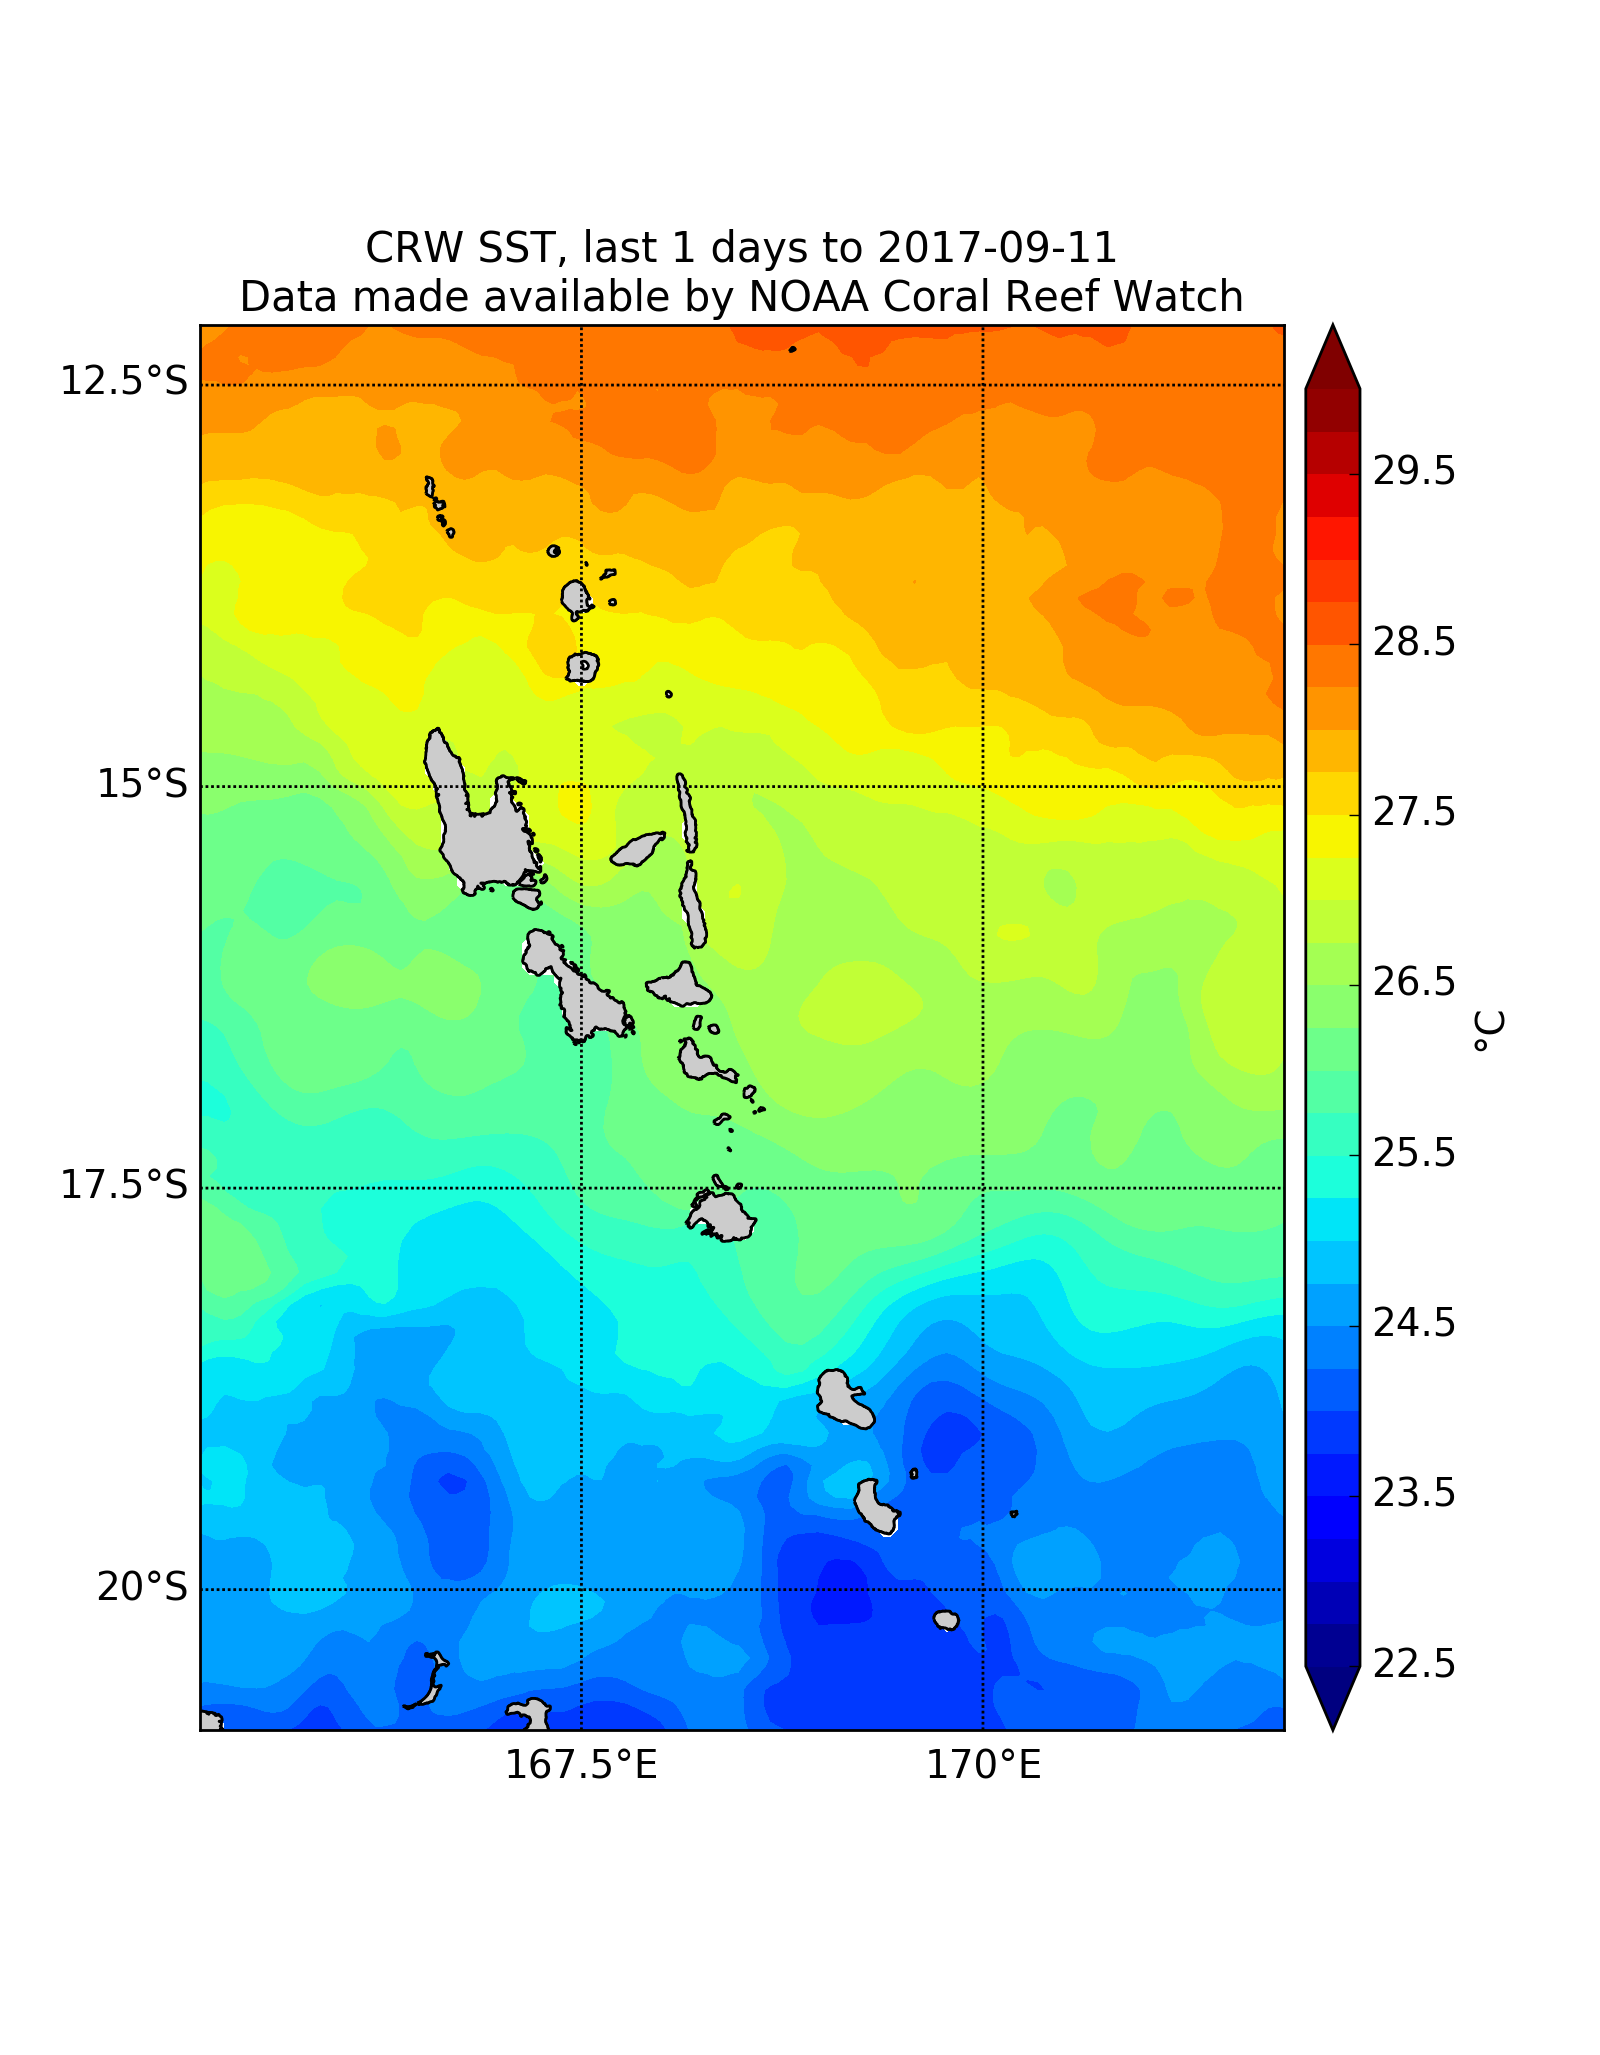 CRW SST, last 1 days to 2017-09-11
Data made available by NOAA Coral Reef Watch
12.5°S
15°S
17.5°S
20°S
167.5°E
170°E
29.5
28.5
27.5
26.5
25.5
24.5
23.5
22.5
°C